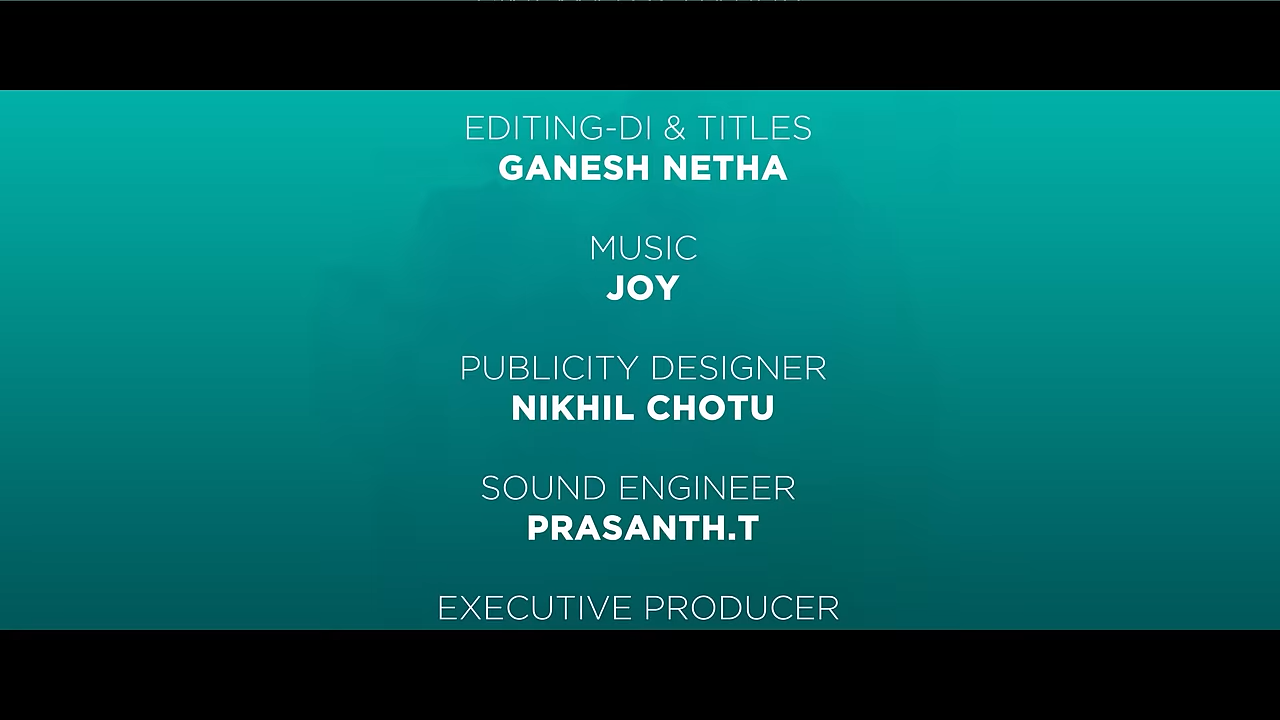 EDITING-DI & TITLES
GANESH NETHA
MUSIC
JOY
PUBLICITY DESIGNER
NIKHIL CHOTU
SOUND ENGINEER
PRASANTH.T
EXECUTIVE PRODUCER